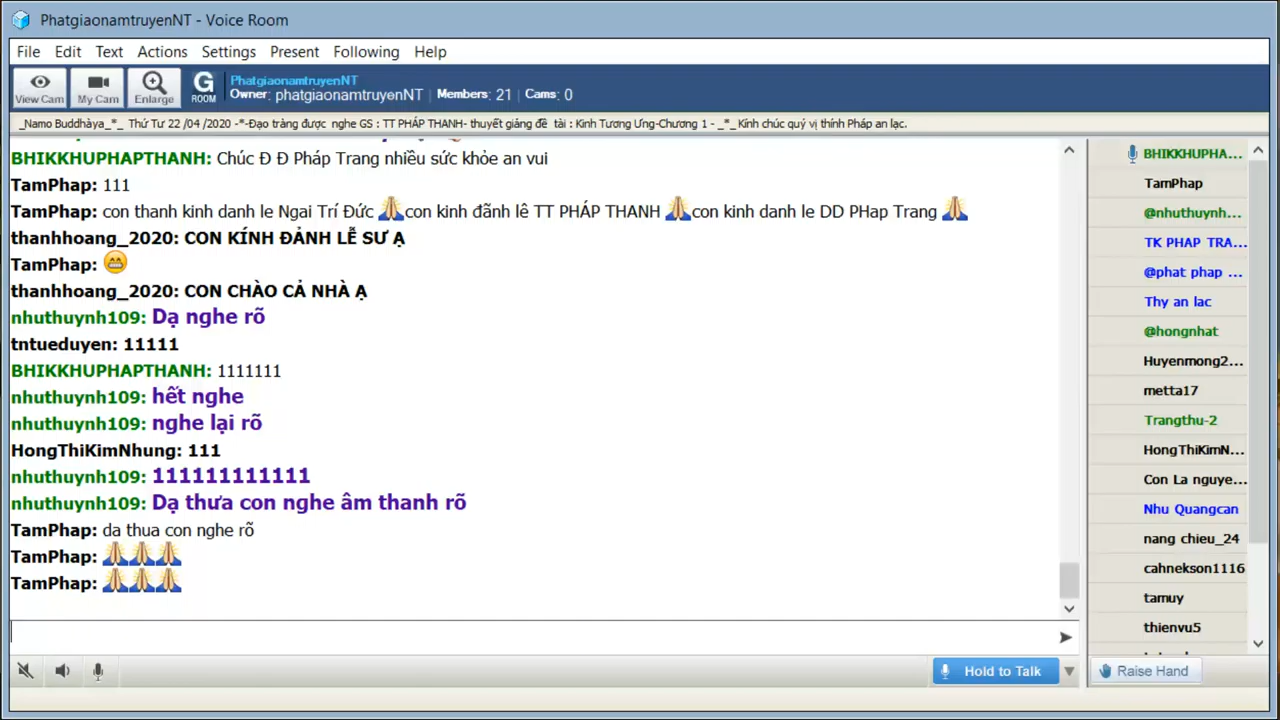 PhatgiaonamtruyenNT - Voice Room
File Edit Text Actions Settings Present Following Help
View Cam
My Cam
Enlarge
G
ROOM
PhatgiaonamtruyenNT
Owner: phatgiaonamtruyenNT | Members: 21 | Cams: 0
_Namo Buddhàya_*_ Thứ Tư 22 /04 /2020 -*-Đạo tràng được nghe GS : TT PHÁP THANH- thuyết giảng đề tài : Kinh Tương Ưng-Chương 1 - _*_ Kính chúc quý vị thính Pháp an lạc.
BHIKKHUPHAPTHANH: Chúc Đ Đ Pháp Trang nhiều sức khỏe an vui
TamPhap: 111
TamPhap: con thanh kinh danh le Ngai Trí Đức 🙏con kinh đãnh lê TT PHÁP THANH 🙏con kinh danh le DD PHap Trang 🙏
thanhhoang_2020: CON KÍNH ĐẢNH LỄ SƯ Ạ
TamPhap: 😁
thanhhoang_2020: CON CHÀO CẢ NHÀ Ạ
nhuthuynh109: Dạ nghe rõ
tntueduyen: 11111
BHIKKHUPHAPTHANH: 1111111
nhuthuynh109: hết nghe
nhuthuynh109: nghe lại rõ
HongThiKimNhung: 111
nhuthuynh109: 111111111111
nhuthuynh109: Dạ thưa con nghe âm thanh rõ
TamPhap: da thua con nghe rõ
TamPhap: 🙏🙏🙏
TamPhap: 🙏🙏🙏
BHIKKHUPHA...
TamPhap
@nhuthuynh...
TK PHAP TRA...
@phat phap ...
Thy an lac
@hongnhat
Huyenmong2...
metta17
Trangthu-2
HongThiKimN...
Con La nguye...
Nhu Quangcan
nang chieu_24
cahnekson1116
tamuy
thienvu5
Hold to Talk
Raise Hand